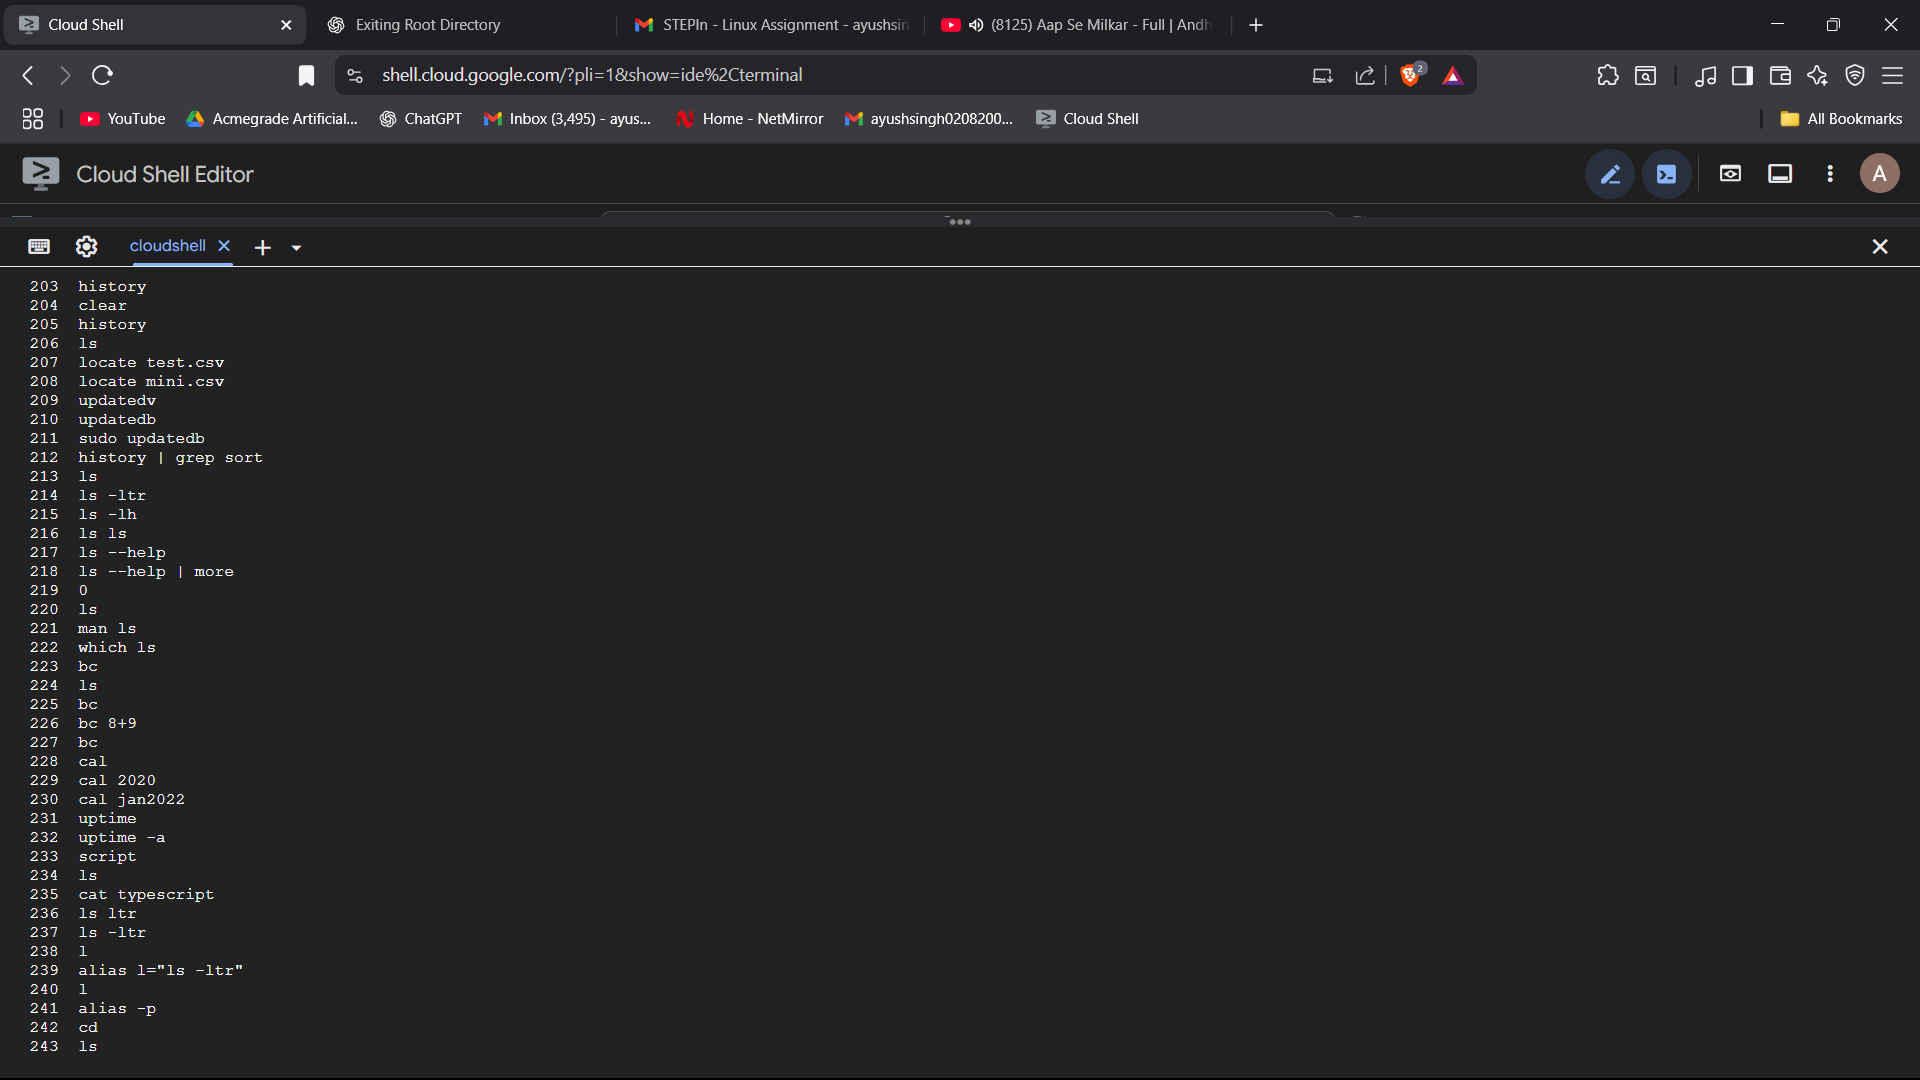 Cloud Shell
Exiting Root Directory
STEPIn - Linux Assignment - ayushsin
(8125) Aap Se Milkar - Full | Andh
shell.cloud.google.com/?pli=1&show=ide%2Cterminal
2
YouTube
Acmegrade Artificial...
ChatGPT
Inbox (3,495) - ayus...
Home - NetMirror
ayushsingh0208200...
Cloud Shell
All Bookmarks
Cloud Shell Editor
A
cloudshell
203 history
204 clear
205 history
206 ls
207 locate test.csv
208 locate mini.csv
209 updatedv
210 updatedb
211 sudo updatedb
212 history | grep sort
213 ls
214 ls -ltr
215 ls -lh
216 ls ls
217 ls --help
218 ls --help | more
219 0
220 ls
221 man ls
222 which ls
223 bc
224 ls
225 bc
226 bc 8+9
227 bc
228 cal
229 cal 2020
230 cal jan2022
231 uptime
232 uptime -a
233 script
234 ls
235 cat typescript
236 ls ltr
237 ls -ltr
238 l
239 alias l="ls -ltr"
240 l
241 alias -p
242 cd
243 ls